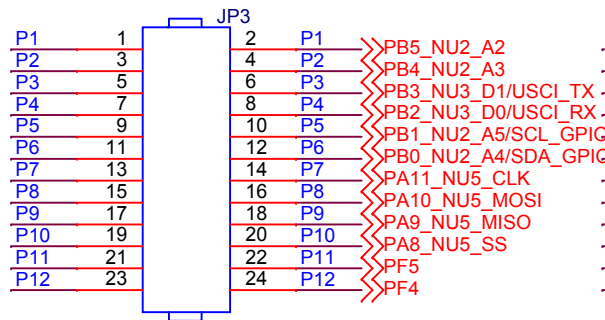 JP3
P1 1 2 P1 PB5_NU2_A2
P2 3 4 P2 PB4_NU2_A3
P3 5 6 P3 PB3_NU3_D1/USCI_TX
P4 7 8 P4 PB2_NU3_D0/USCI_RX
P5 9 10 P5 PB1_NU2_A5/SCL_GPIO
P6 11 12 P6 PB0_NU2_A4/SDA_GPIO
P7 13 14 P7 PA11_NU5_CLK
P8 15 16 P8 PA10_NU5_MOSI
P9 17 18 P9 PA9_NU5_MISO
P10 19 20 P10 PA8_NU5_SS
P11 21 22 P11 PF5
P12 23 24 P12 PF4